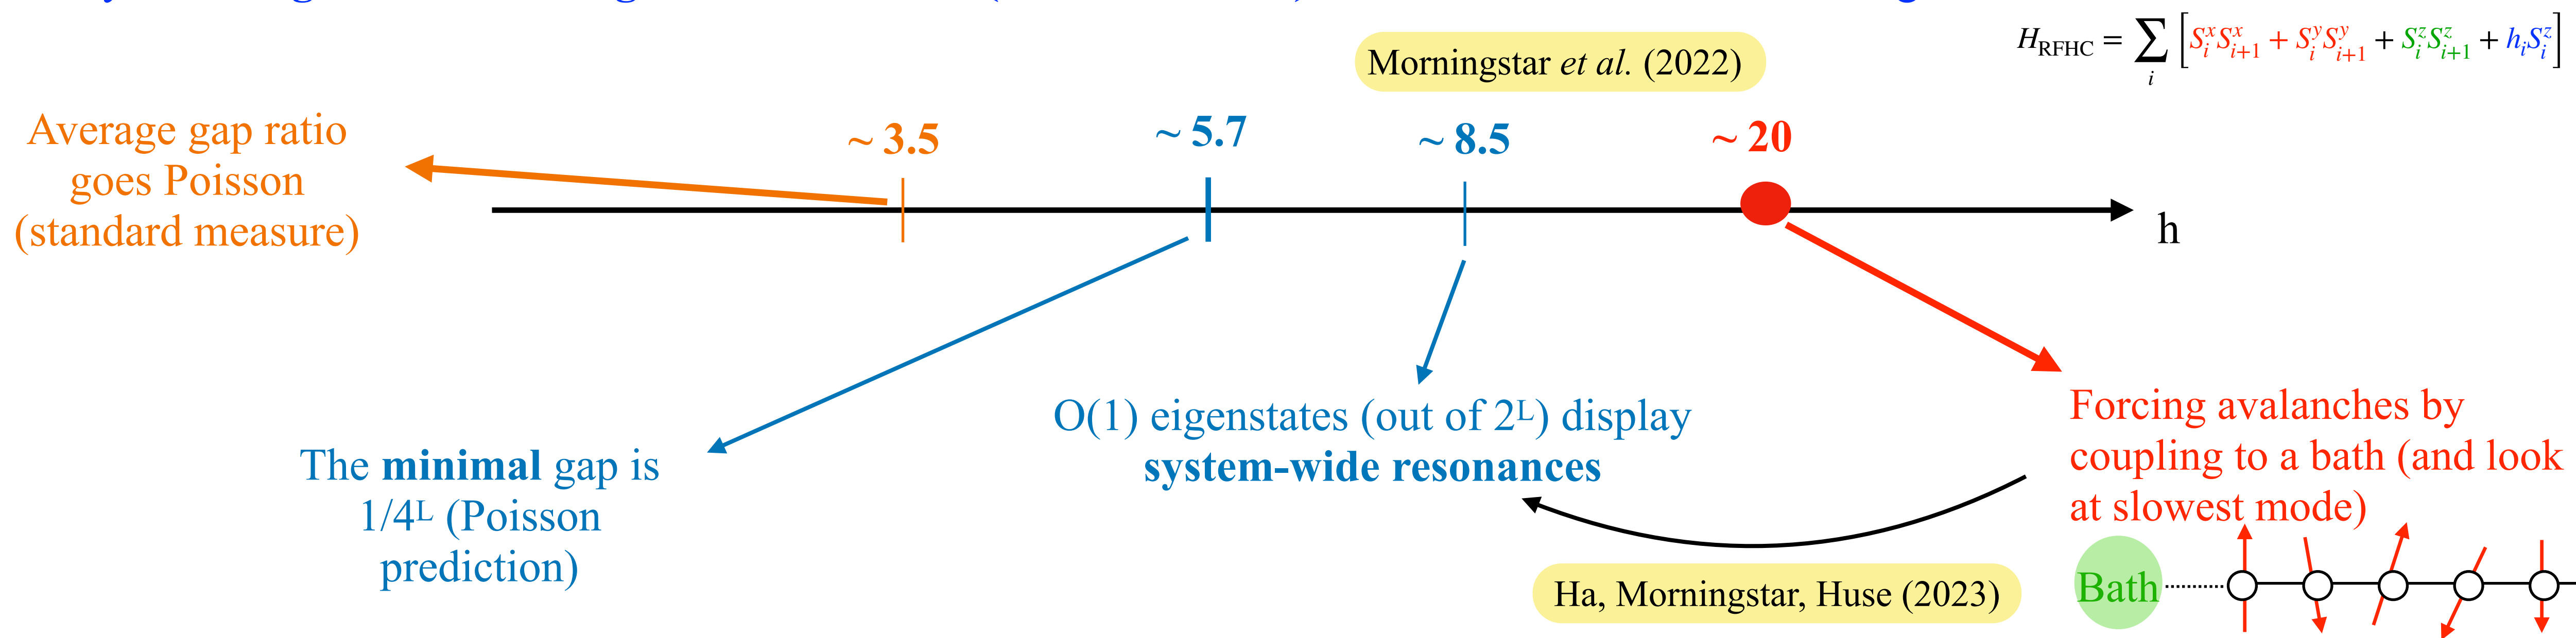 H_RFHC = ∑_i [S_i^x S_{i+1}^x + S_i^y S_{i+1}^y + S_i^z S_{i+1}^z + h_i S_i^z]
Morningstar et al. (2022)
Average gap ratio
goes Poisson
(standard measure)
~ 3.5
~ 5.7
~ 8.5
~ 20
h
The minimal gap is
1/4^L (Poisson
prediction)
O(1) eigenstates (out of 2^L) display
system-wide resonances
Forcing avalanches by
coupling to a bath (and look
at slowest mode)
Ha, Morningstar, Huse (2023)
Bath